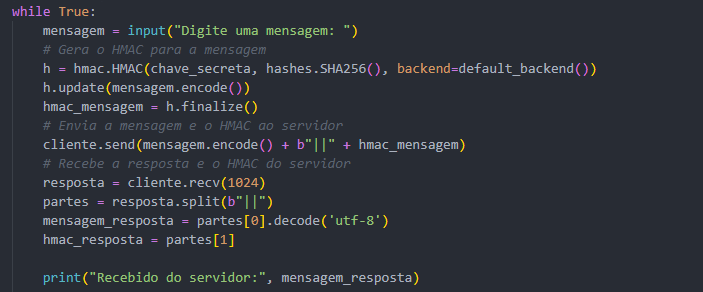 while True:
    mensagem = input("Digite uma mensagem: ")
    # Gera o HMAC para a mensagem
    h = hmac.HMAC(chave_secreta, hashes.SHA256(), backend=default_backend())
    h.update(mensagem.encode())
    hmac_mensagem = h.finalize()
    # Envia a mensagem e o HMAC ao servidor
    cliente.send(mensagem.encode() + b"||" + hmac_mensagem)
    # Recebe a resposta e o HMAC do servidor
    resposta = cliente.recv(1024)
    partes = resposta.split(b"||")
    mensagem_resposta = partes[0].decode('utf-8')
    hmac_resposta = partes[1]

    print("Recebido do servidor:", mensagem_resposta)